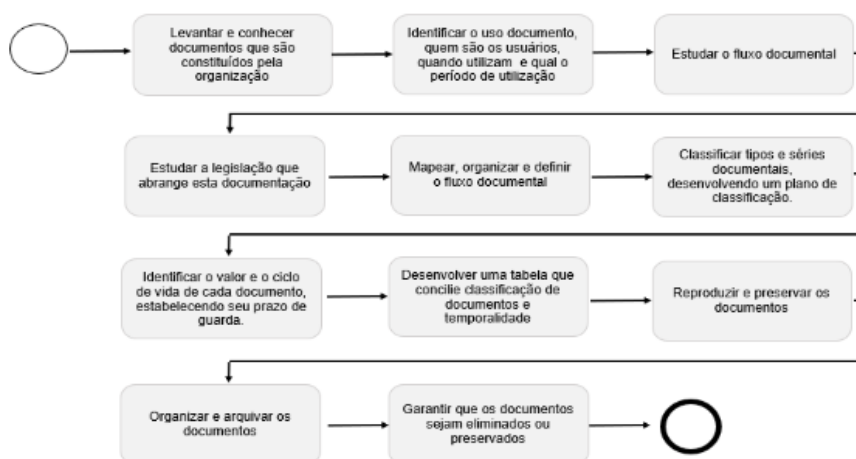 Levantar e conhecer
documentos que são
constituídos pela
organização
Identificar o uso documento,
quem são os usuários,
quando utilizam e qual o
período de utilização
Estudar o fluxo documental
Estudar a legislação que
abrange esta documentação
Mapear, organizar e definir
o fluxo documental
Classificar tipos e séries
documentais,
desenvolvendo um plano de
classificação.
Identificar o valor e o ciclo
de vida de cada documento,
estabelecendo seu prazo de
guarda.
Desenvolver uma tabela que
concilie classificação de
documentos e
temporalidade
Reproduzir e preservar os
documentos
Organizar e arquivar os
documentos
Garantir que os documentos
sejam eliminados ou
preservados